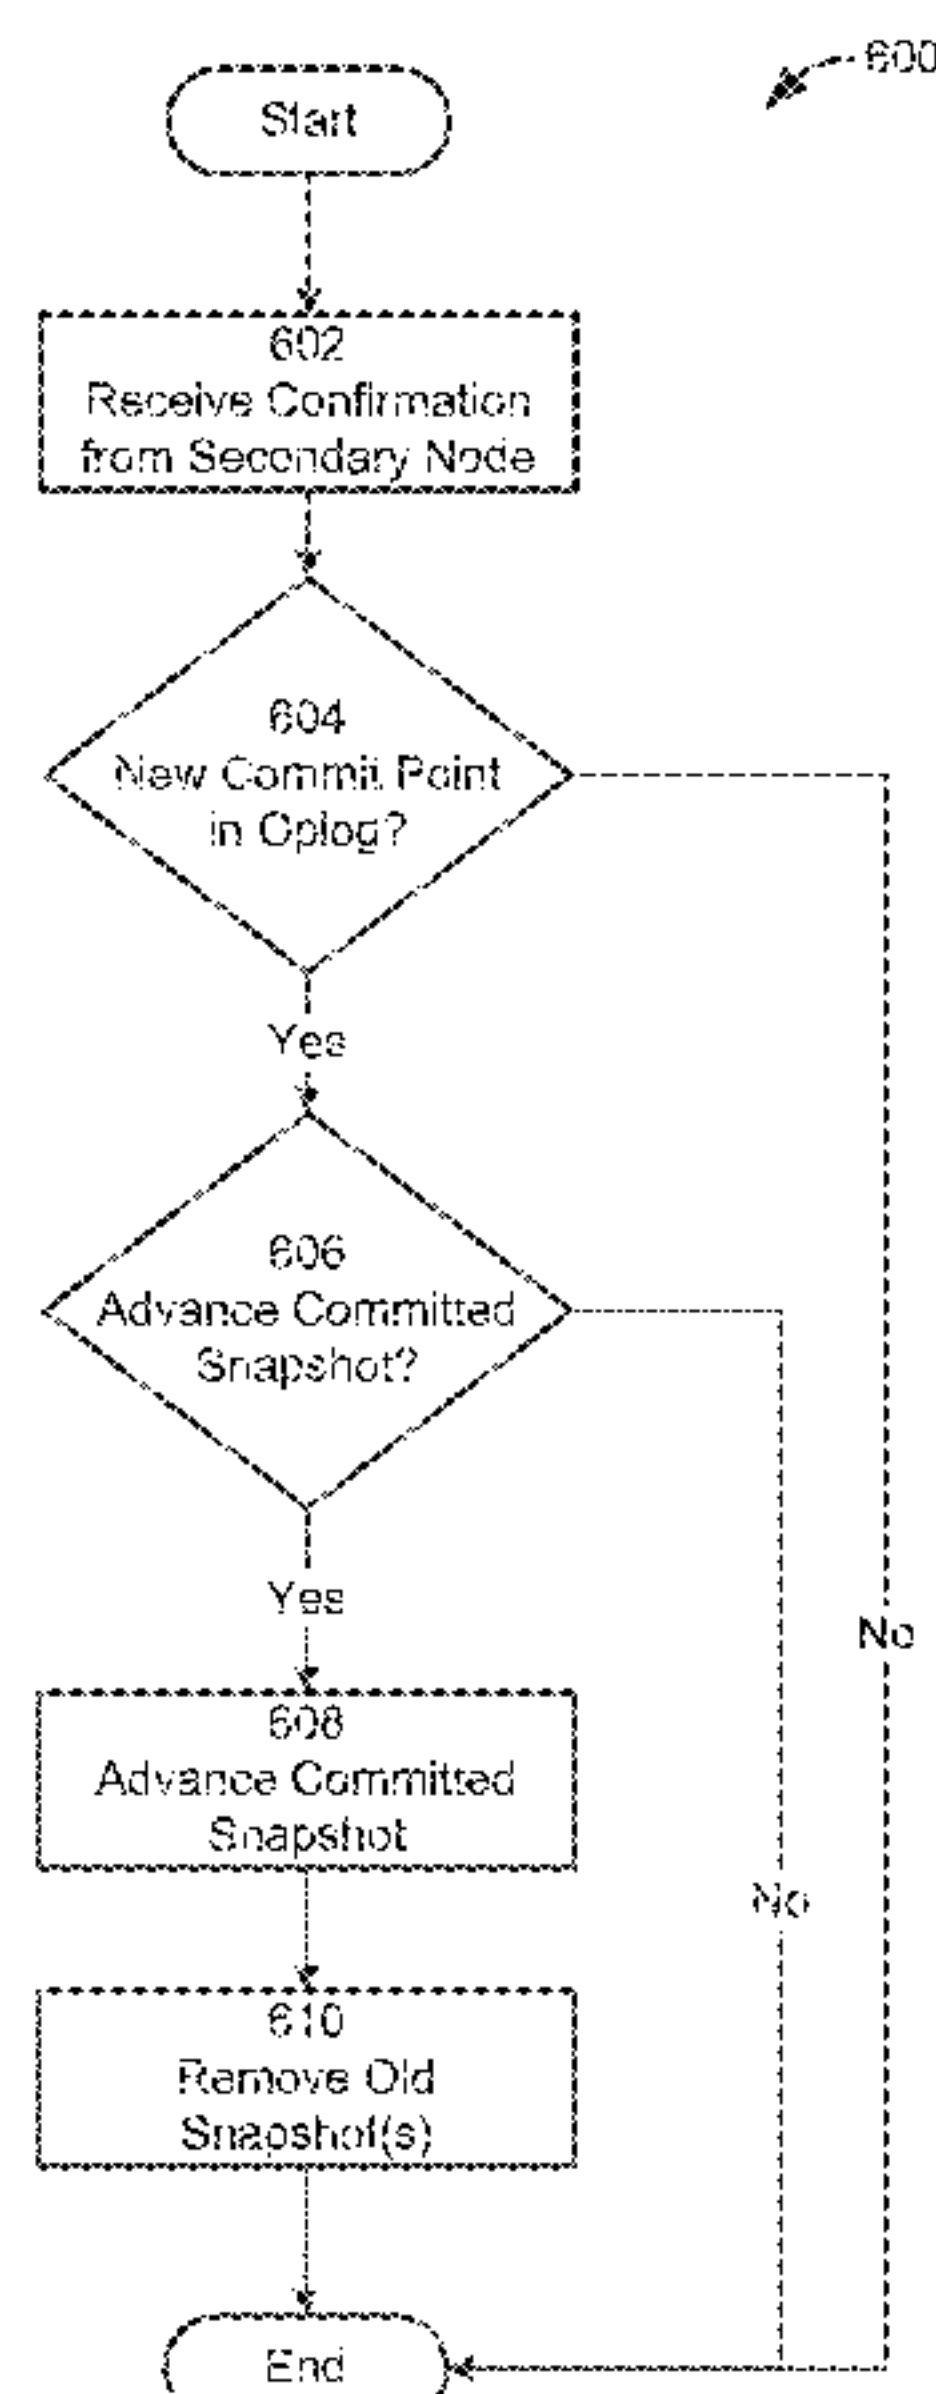 600
Start
602
Receive Confirmation
from Secondary Node
604
New Commit Point
in Oplog?
Yes
606
Advance Committed
Snapshot?
Yes
No
608
Advance Committed
Snapshot
No
610
Remove Old
Snapshot(s)
End